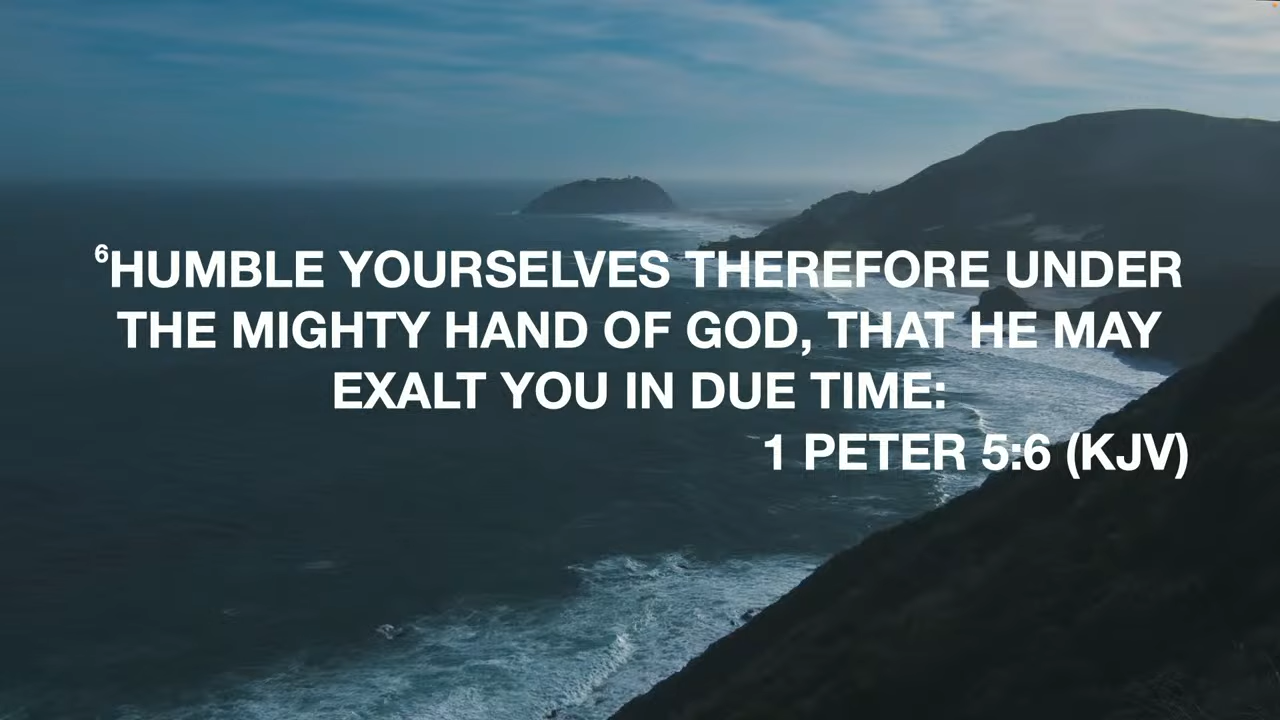 ⁶HUMBLE YOURSELVES THEREFORE UNDER
THE MIGHTY HAND OF GOD, THAT HE MAY
EXALT YOU IN DUE TIME:
1 PETER 5:6 (KJV)